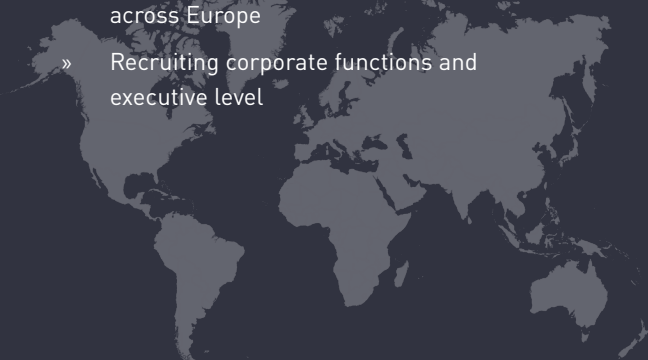 across Europe
» Recruiting corporate functions and
executive level